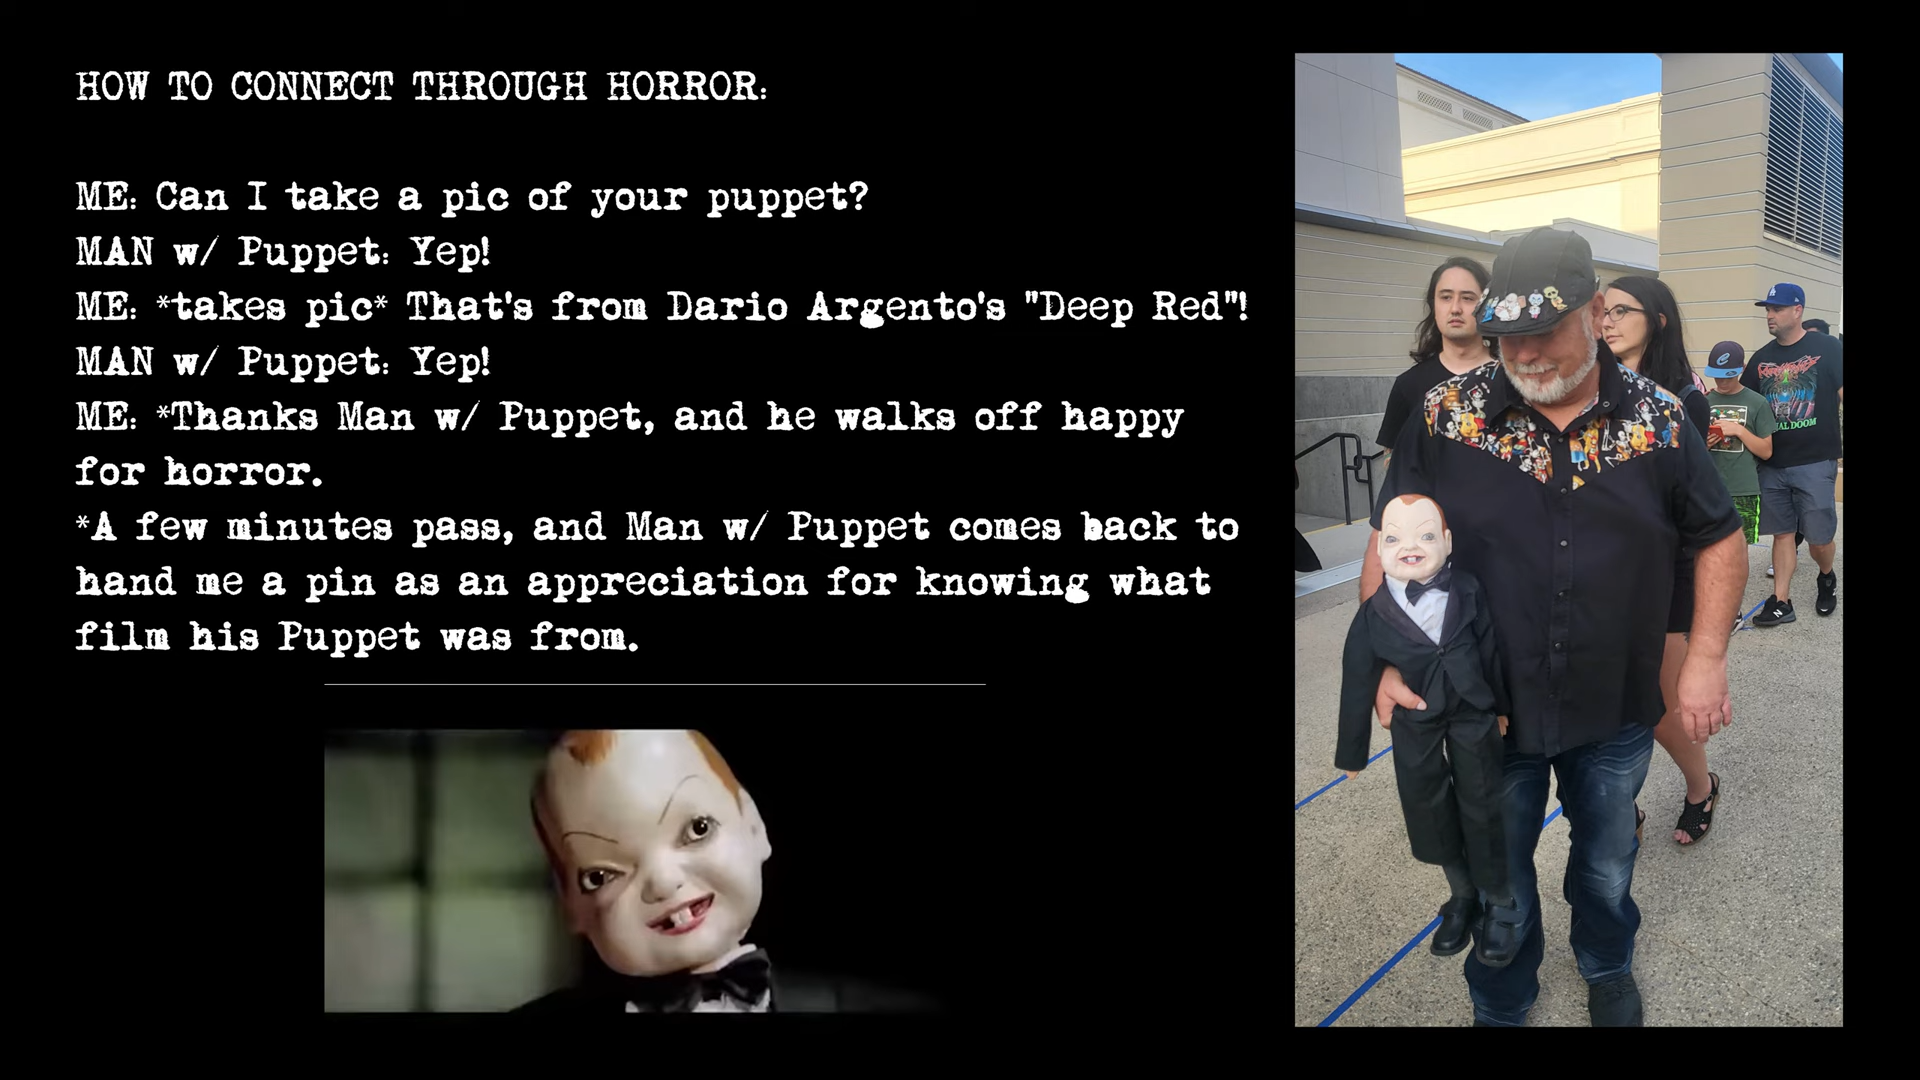 HOW TO CONNECT THROUGH HORROR:
ME: Can I take a pic of your puppet?
MAN w/ Puppet: Yep!
ME: *takes pic* That's from Dario Argento's "Deep Red"!
MAN w/ Puppet: Yep!
ME: *Thanks Man w/ Puppet, and he walks off happy
for horror.
*A few minutes pass, and Man w/ Puppet comes back to
hand me a pin as an appreciation for knowing what
film his Puppet was from.